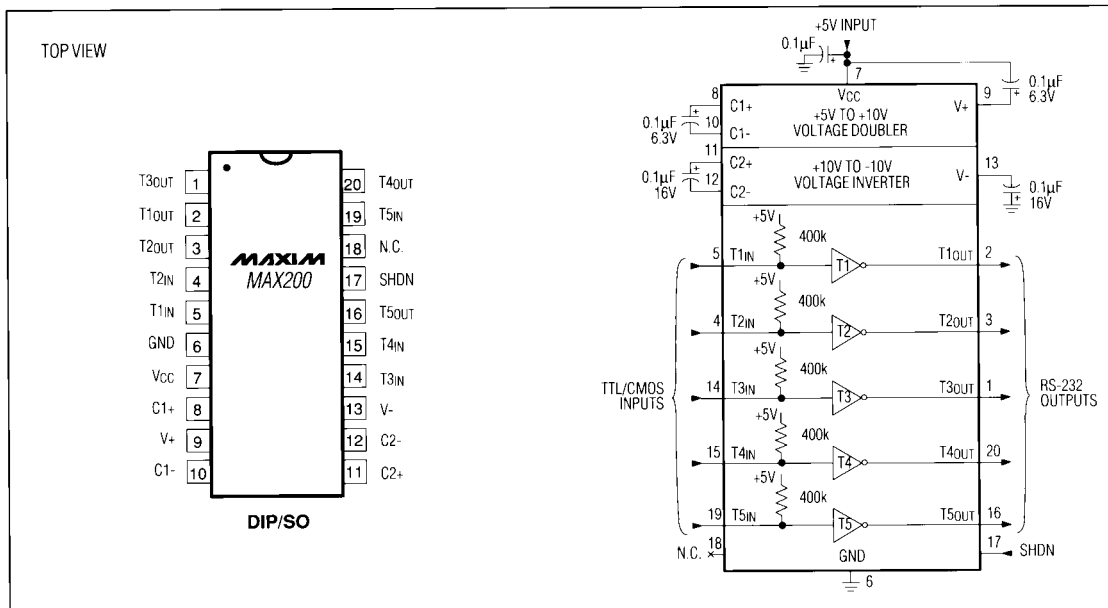 TOP VIEW
T3OUT 1
T1OUT 2
T2OUT 3
T2IN 4
T1IN 5
GND 6
VCC 7
C1+ 8
V+ 9
C1- 10
20 T4OUT
19 T5IN
18 N.C.
17 SHDN
16 T5OUT
15 T4IN
14 T3IN
13 V-
12 C2-
11 C2+
MAXIM
MAX200
DIP/SO
+5V INPUT
0.1µF
+
7
0.1µF
6.3V
+
8
C1+
VCC
V+
9
+5V TO +10V
VOLTAGE DOUBLER
0.1µF
6.3V
+
10
C1-
11
C2+
+10V TO -10V
VOLTAGE INVERTER
V-
13
0.1µF
16V
+
12
C2-
0.1µF
16V
+
+5V
400k
5 T1IN T1 T1OUT 2
+5V
400k
4 T2IN T2 T2OUT 3
+5V
400k
14 T3IN T3 T3OUT 1
+5V
400k
15 T4IN T4 T4OUT 20
+5V
400k
19 T5IN T5 T5OUT 16
TTL/CMOS
INPUTS
RS-232
OUTPUTS
18
N.C.
GND
6
17
SHDN